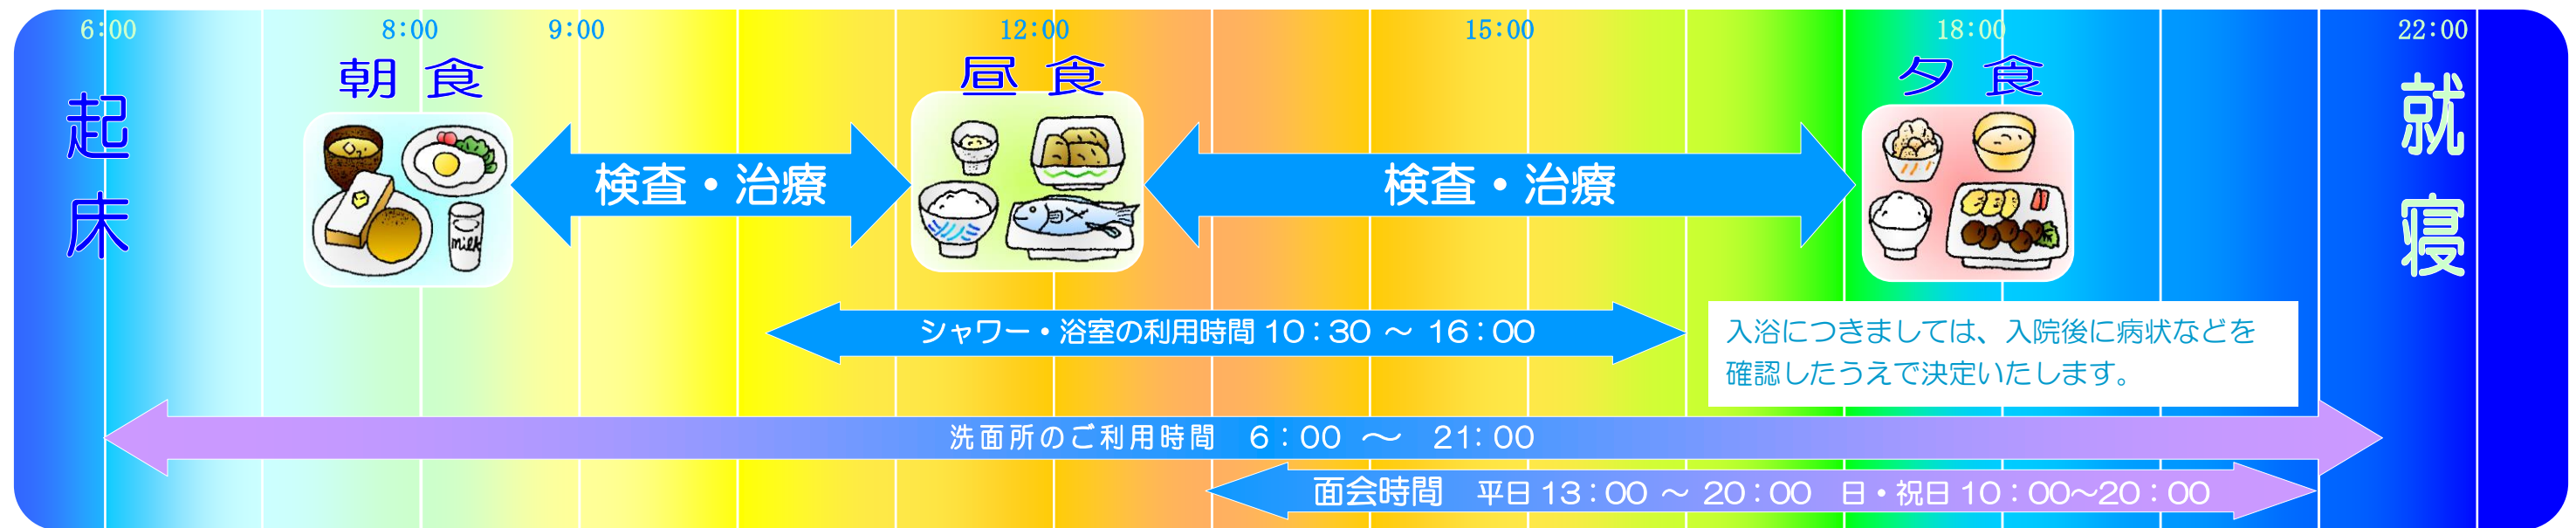 6:00
8:00
9:00
12:00
15:00
18:00
22:00
起床
朝食
昼食
夕食
就寝
milk
検査・治療
検査・治療
シャワー・浴室の利用時間 10：30 ～ 16：00
入浴につきましては、入院後に病状などを
確認したうえで決定いたします。
洗面所のご利用時間 6：00 ～ 21：00
面会時間 平日 13：00 ～ 20：00 日・祝日 10：00～20：00